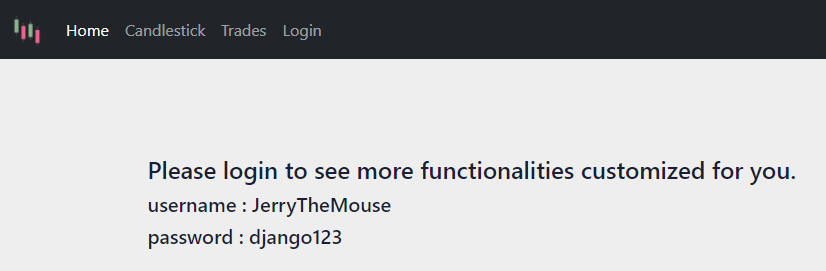 Home Candlestick Trades Login
Please login to see more functionalities customized for you.
username : JerryTheMouse
password : django123